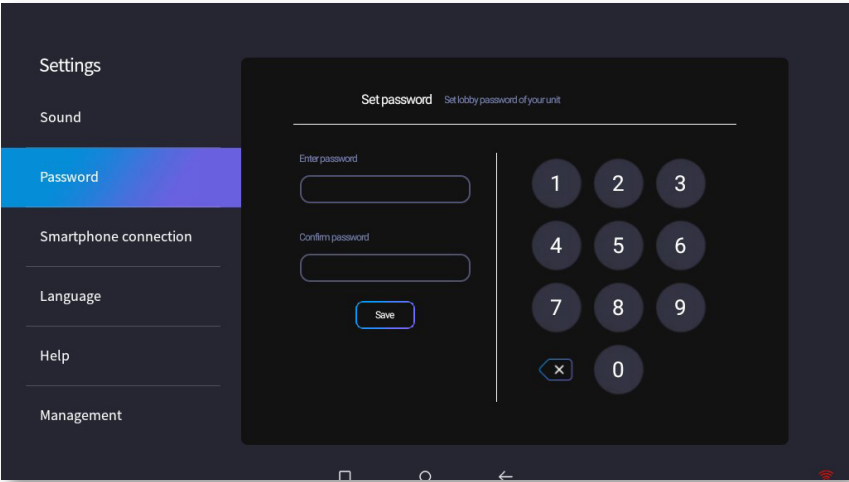 Settings
Sound
Password
Smartphone connection
Language
Help
Management
Set password Set lobby password of your unit
Enter password
Confirm password
Save
1 2 3
4 5 6
7 8 9
0